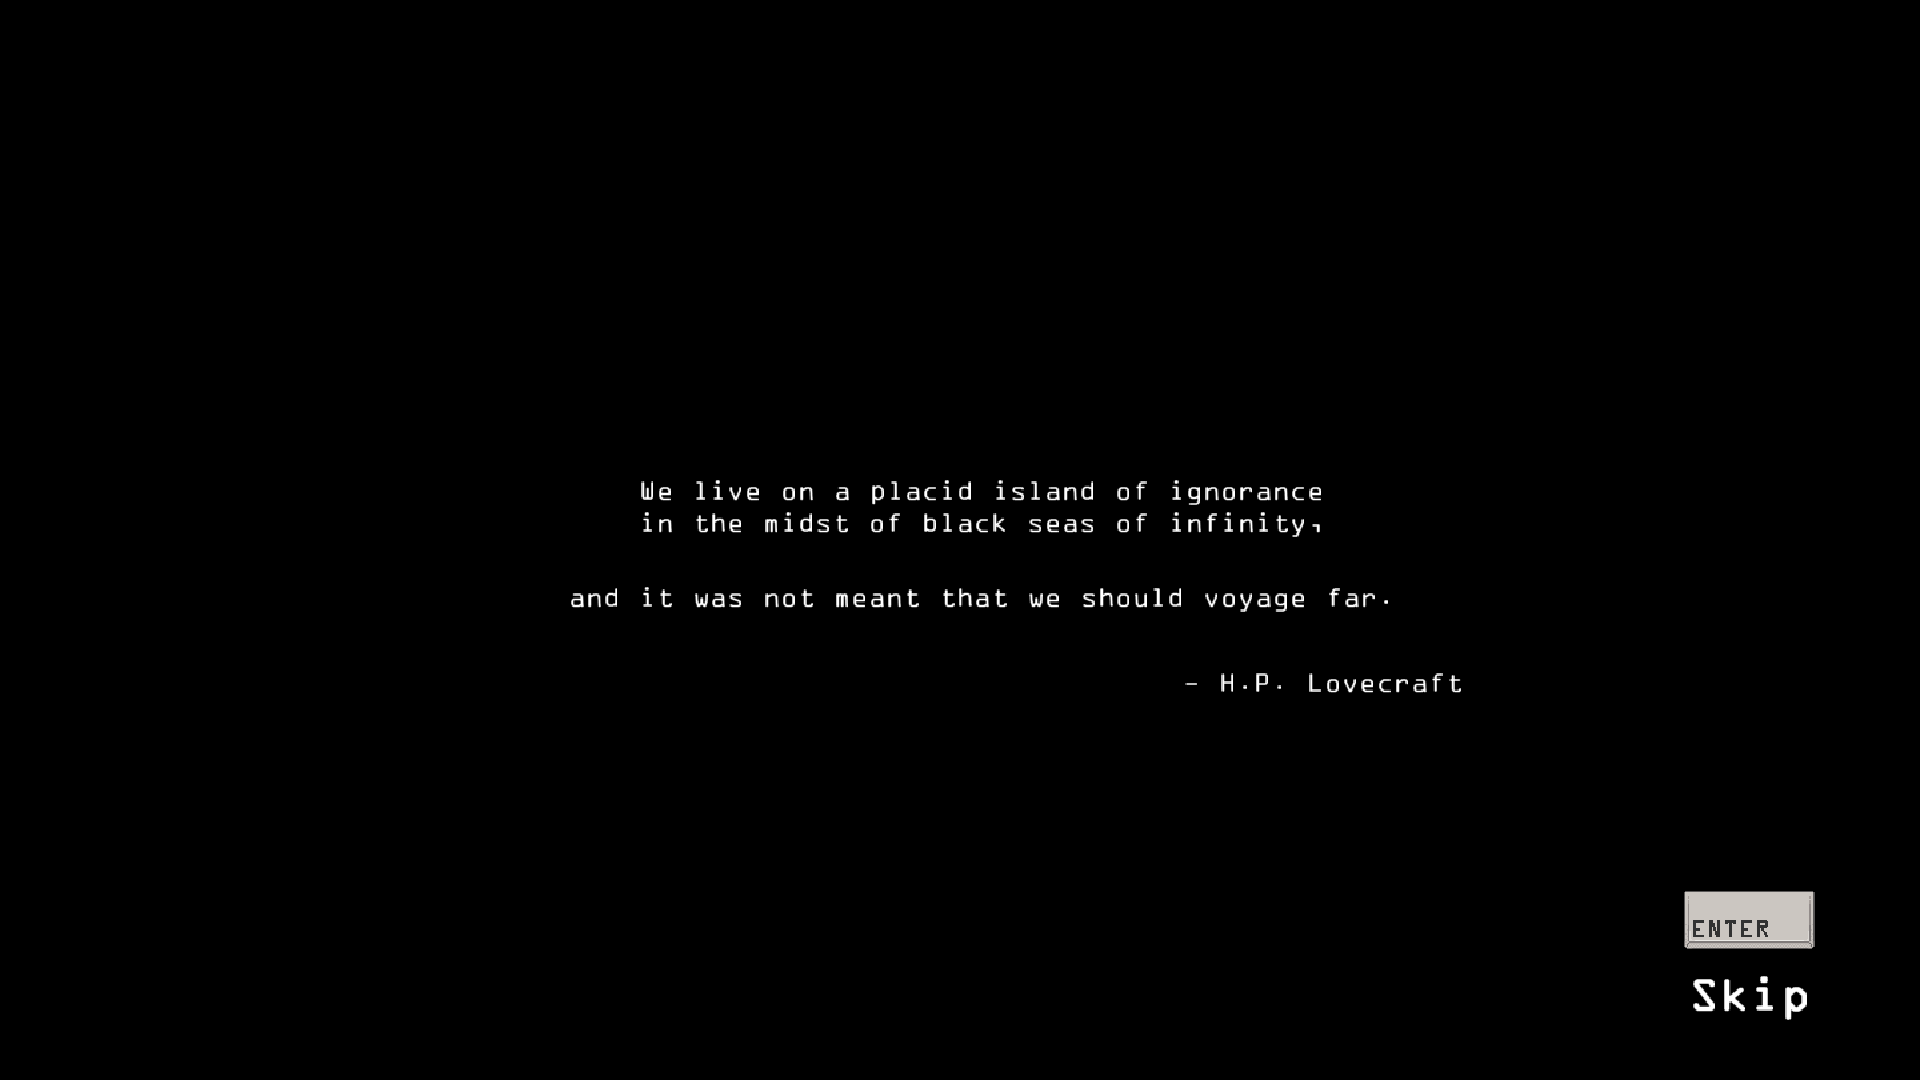 We live on a placid island of ignorance
in the midst of black seas of infinity,
and it was not meant that we should voyage far.
- H.P. Lovecraft
ENTER
Skip